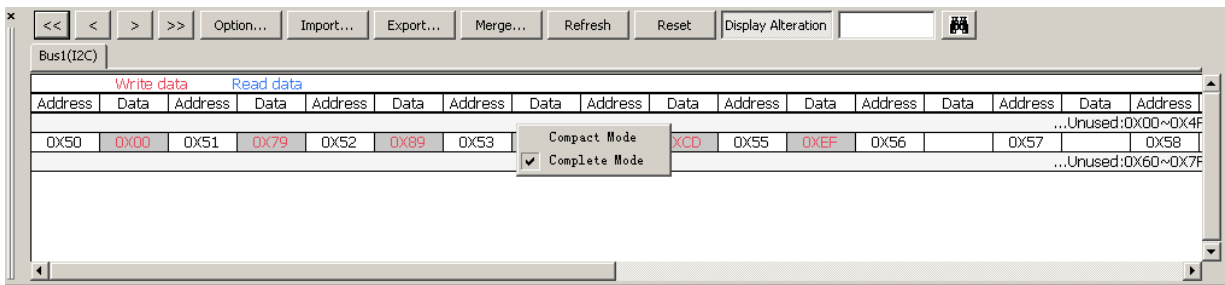 << < > >> Option... Import... Export... Merge... Refresh Reset Display Alteration
Bus1(I2C)
Write data Read data
Address Data Address Data Address Data Address Data Address Data Address Data Address Data Address Data Address
...Unused:0X00~0X4F
0X50 0X00 0X51 0X79 0X52 0X89 0X53 XCD 0X55 0XEF 0X56 0X57 0X58
Compact Mode
Complete Mode
...Unused:0X60~0X7F